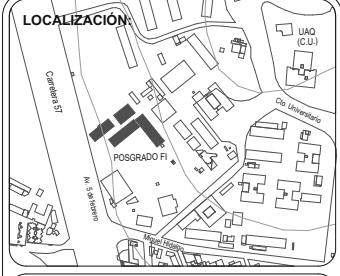 LOCALIZACIÓN:
UAQ
(C.U.)
Carretera 57
Cto. Universitario
POSGRADO FI
Av. 5 de febrero
Miguel Hidalgo